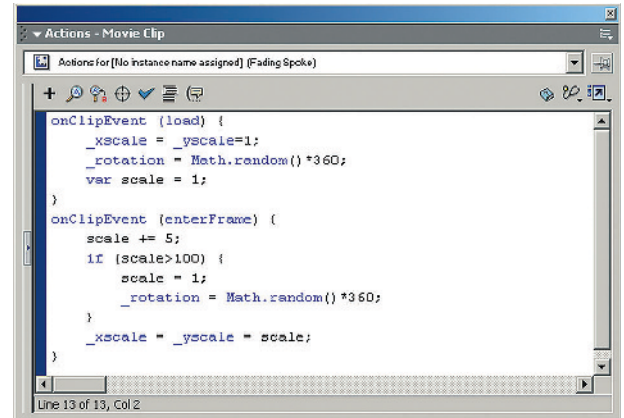 Actions - Movie Clip
Actions for [No instance name assigned] (Fading Spoke)
onClipEvent (load) {
    _xscale = _yscale=1;
    _rotation = Math.random()*360;
    var scale = 1;
}
onClipEvent (enterFrame) {
    scale += 5;
    if (scale>100) {
        scale = 1;
        _rotation = Math.random()*360;
    }
    _xscale = _yscale = scale;
}
Line 13 of 13, Col 2